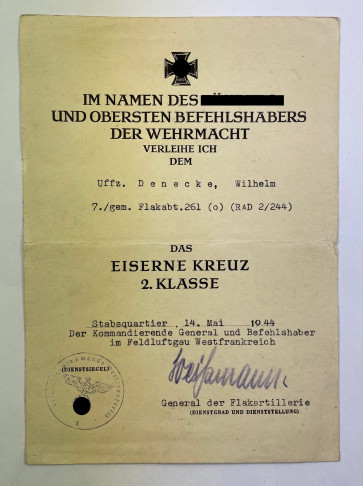 IM NAMEN DES
UND OBERSTEN BEFEHLSHABERS
DER WEHRMACHT
VERLEIHE ICH
DEM
Uffz. Denecke, Wilhelm
7./gem. Flakabt.261 (o) (RAD 2/244)
DAS
EISERNE KREUZ
2. KLASSE
Stabsquartier, 14. Mai 1944
Der Kommandierende General und Befehlshaber
im Feldluftgau Westfrankreich
(DIENSTSIEGEL)
General der Flakartillerie
(DIENSTGRAD UND DIENSTSTELLUNG)